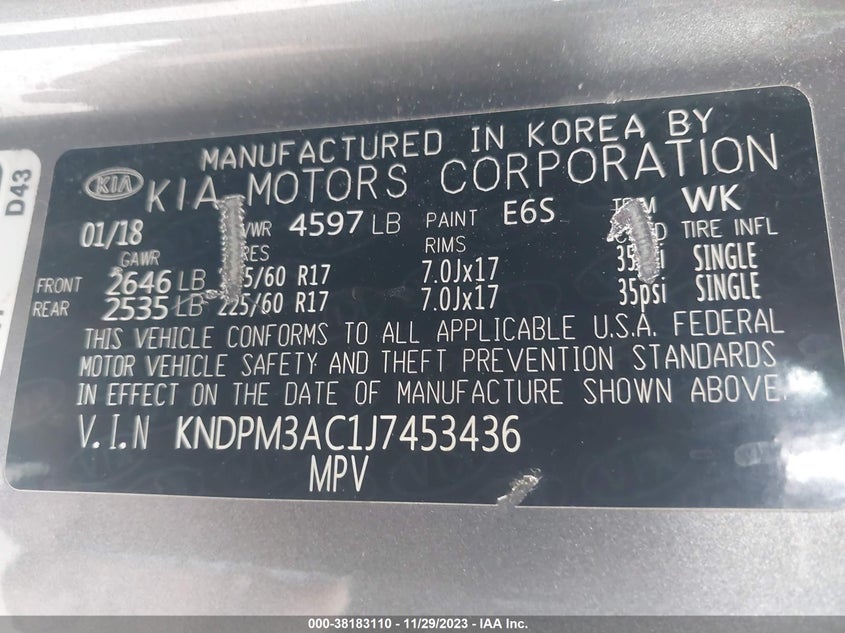 MANUFACTURED IN KOREA BY
KIA KIA MOTORS CORPORATION
D43
01/18 4597 LB PAINT E6S WK
GAWR RIMS TIRE INFL
FRONT 2646 LB /60 R17 7.0Jx17 SINGLE
REAR 2535 LB 225/60 R17 7.0Jx17 35psi SINGLE
THIS VEHICLE CONFORMS TO ALL APPLICABLE U.S.A. FEDERAL
MOTOR VEHICLE SAFETY AND THEFT PREVENTION STANDARDS
IN EFFECT ON THE DATE OF MANUFACTURE SHOWN ABOVE.
V.I.N KNDPM3AC1J7453436
MPV
000-38183110 - 11/29/2023 - IAA Inc.